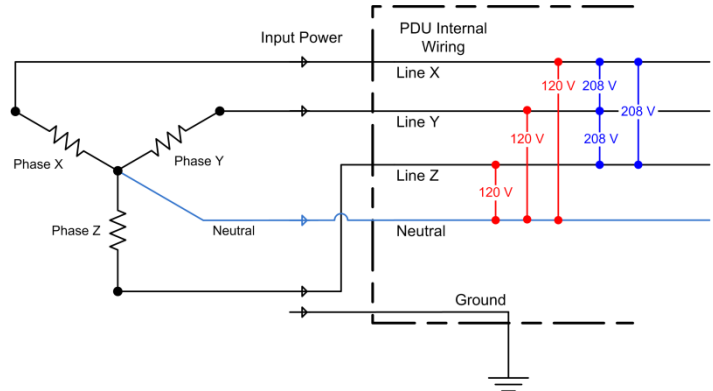 Input Power
PDU Internal
Wiring
Line X
120 V
208 V
208 V
Line Y
120 V
208 V
Phase X
Phase Y
Line Z
120 V
Phase Z
Neutral
Neutral
Ground